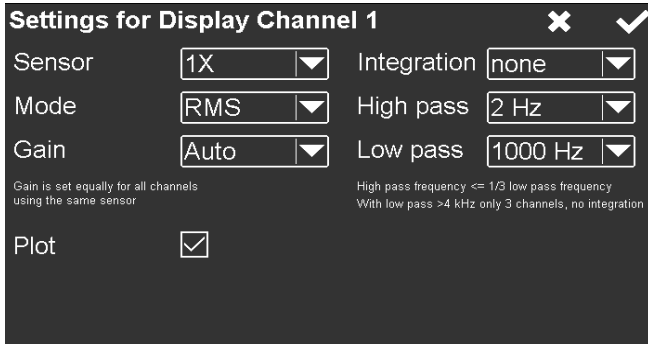 Settings for Display Channel 1
Sensor 1X Integration none
Mode RMS High pass 2 Hz
Gain Auto Low pass 1000 Hz
Gain is set equally for all channels
using the same sensor
High pass frequency <= 1/3 low pass frequency
With low pass >4 kHz only 3 channels, no integration
Plot